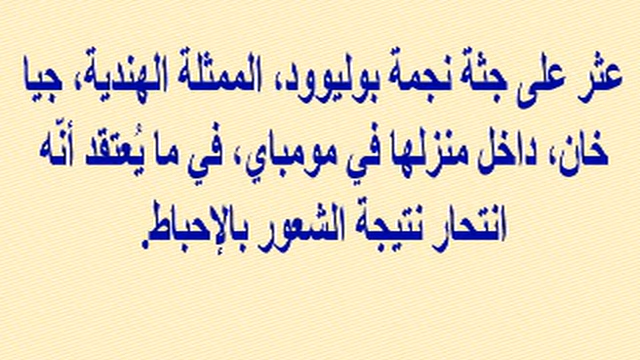 عثر على جثة نجمة بوليوود، الممثلة الهندية، جيا
خان، داخل منزلها في مومباي، في ما يُعتقد أنّه
انتحار نتيجة الشعور بالإحباط.